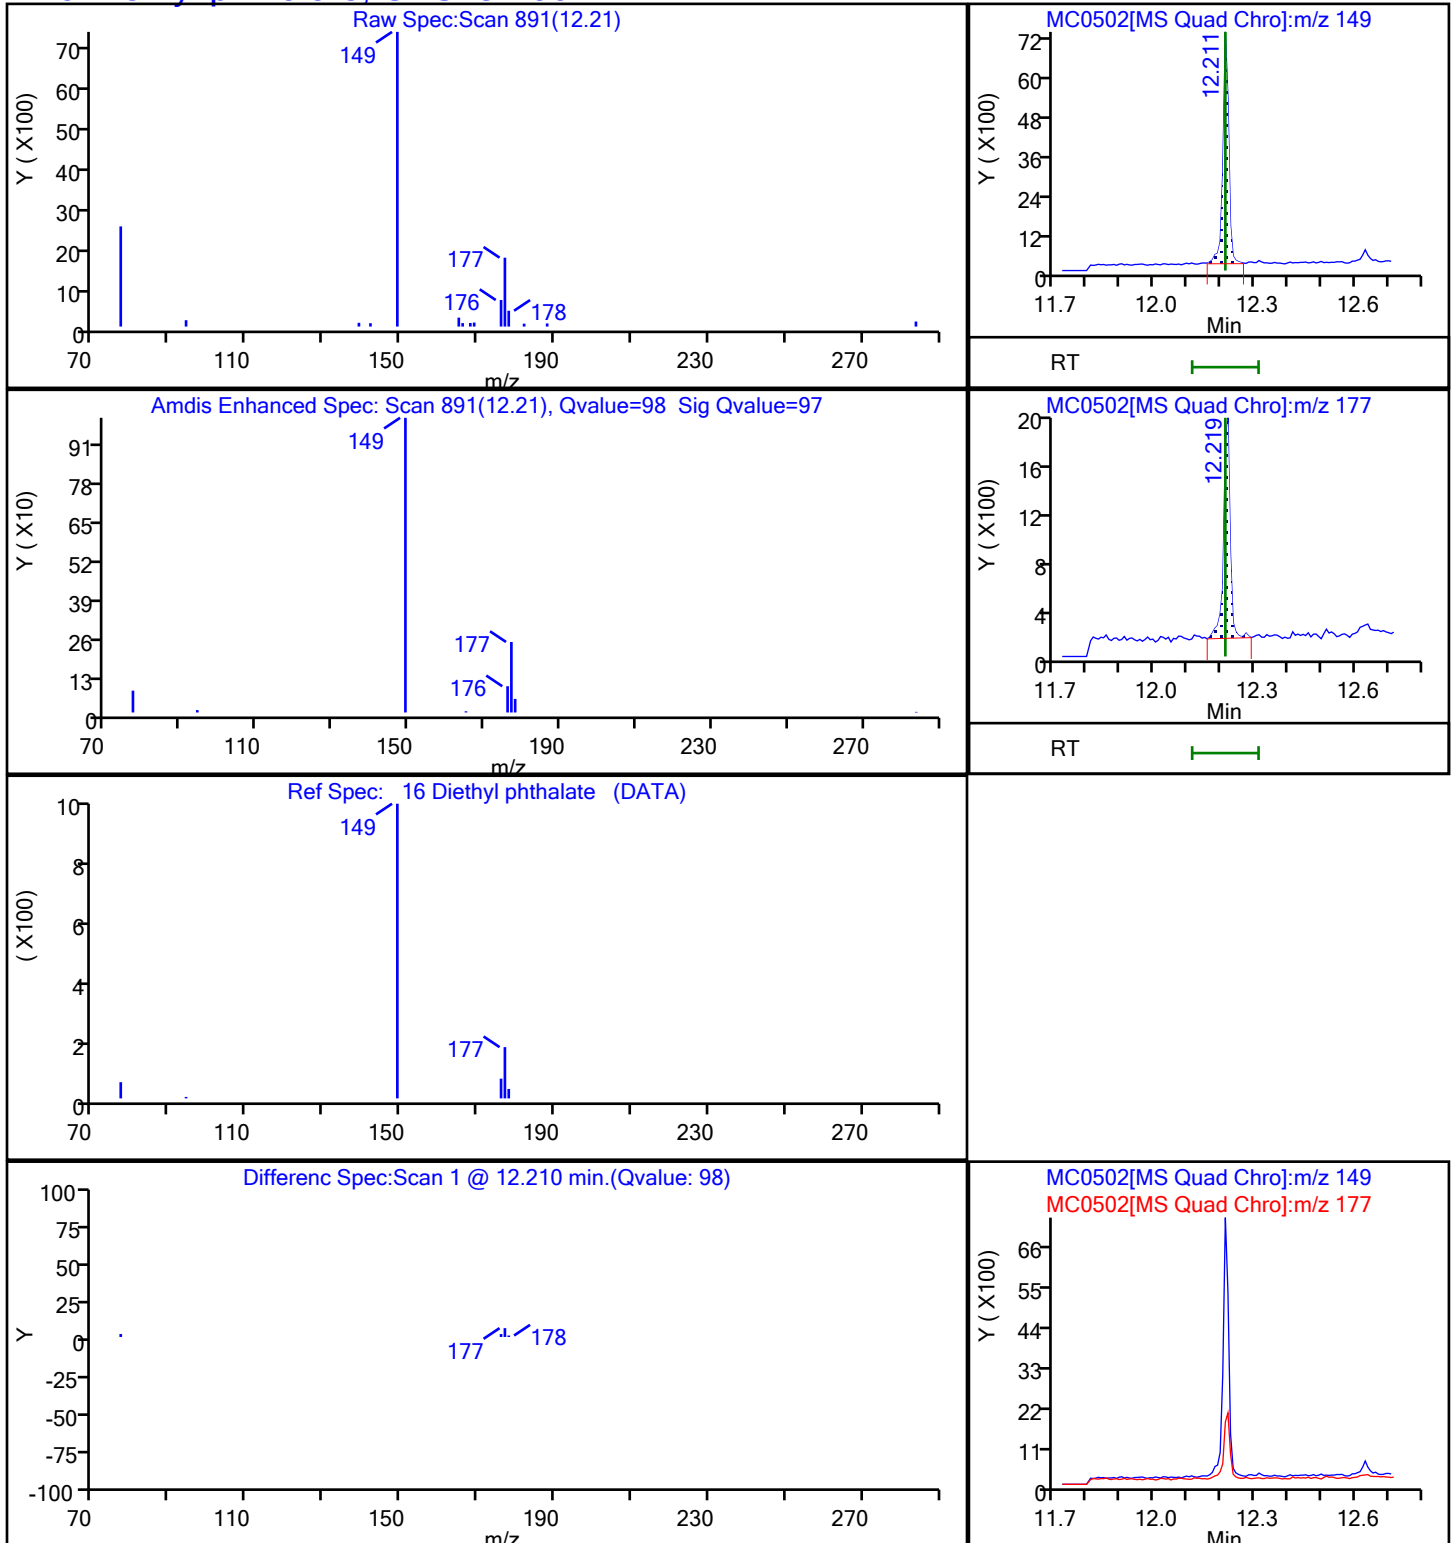 Raw Spec:Scan 891(12.21)
Y ( X100)
70
60
50
40
30
20
10
0
149
177
176
178
70 110 150 190 230 270
m/z
MC0502[MS Quad Chro]:m/z 149
Y ( X100)
72
60
48
36
24
12
0
12.211
11.7 12.0 12.3 12.6
Min
RT
Amdis Enhanced Spec: Scan 891(12.21), Qvalue=98 Sig Qvalue=97
Y ( X10)
91
78
65
52
39
26
13
0
149
177
176
70 110 150 190 230 270
m/z
MC0502[MS Quad Chro]:m/z 177
Y ( X100)
20
16
12
8
4
0
12.219
11.7 12.0 12.3 12.6
Min
RT
Ref Spec: 16 Diethyl phthalate (DATA)
( X100)
10
8
6
4
2
0
149
177
70 110 150 190 230 270
Differenc Spec:Scan 1 @ 12.210 min.(Qvalue: 98)
Y
100
75
50
25
0
-25
-50
-75
-100
177
178
70 110 150 190 230 270
m/z
MC0502[MS Quad Chro]:m/z 149
MC0502[MS Quad Chro]:m/z 177
Y ( X100)
66
55
44
33
22
11
0
11.7 12.0 12.3 12.6
Min